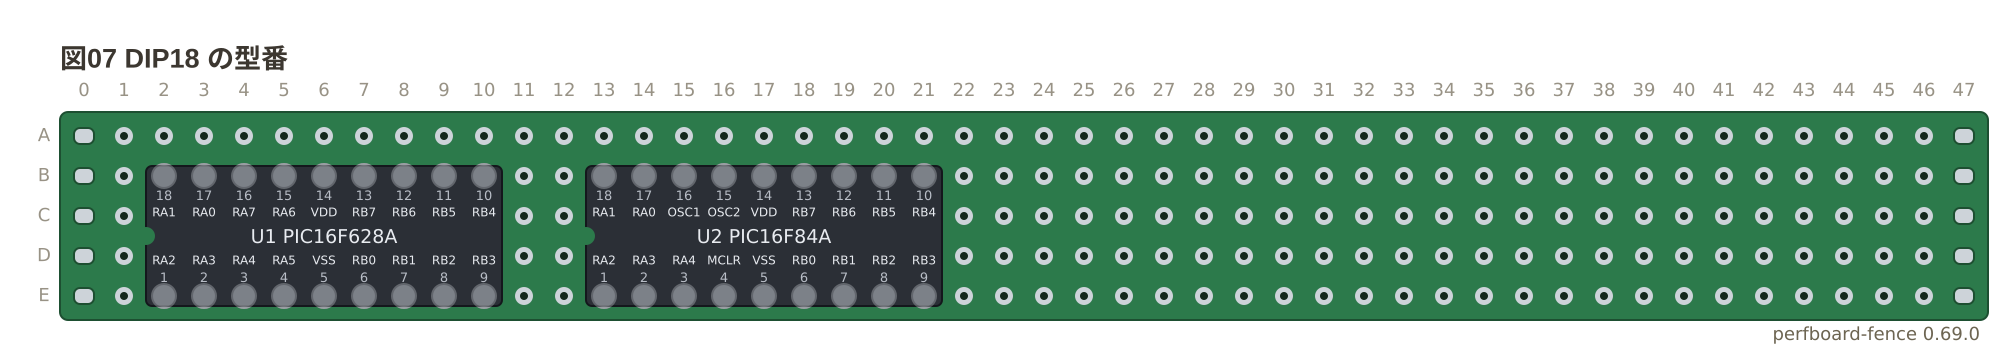 図07 DIP18 の型番
0 1 2 3 4 5 6 7 8 9 10 11 12 13 14 15 16 17 18 19 20 21 22 23 24 25 26 27 28 29 30 31 32 33 34 35 36 37 38 39 40 41 42 43 44 45 46 47
A
B
18 17 16 15 14 13 12 11 10 18 17 16 15 14 13 12 11 10
C RA1 RA0 RA7 RA6 VDD RB7 RB6 RB5 RB4 RA1 RA0 OSC1 OSC2 VDD RB7 RB6 RB5 RB4
U1 PIC16F628A U2 PIC16F84A
D RA2 RA3 RA4 RA5 VSS RB0 RB1 RB2 RB3 RA2 RA3 RA4 MCLR VSS RB0 RB1 RB2 RB3
1 2 3 4 5 6 7 8 9 1 2 3 4 5 6 7 8 9
E
perfboard-fence 0.69.0